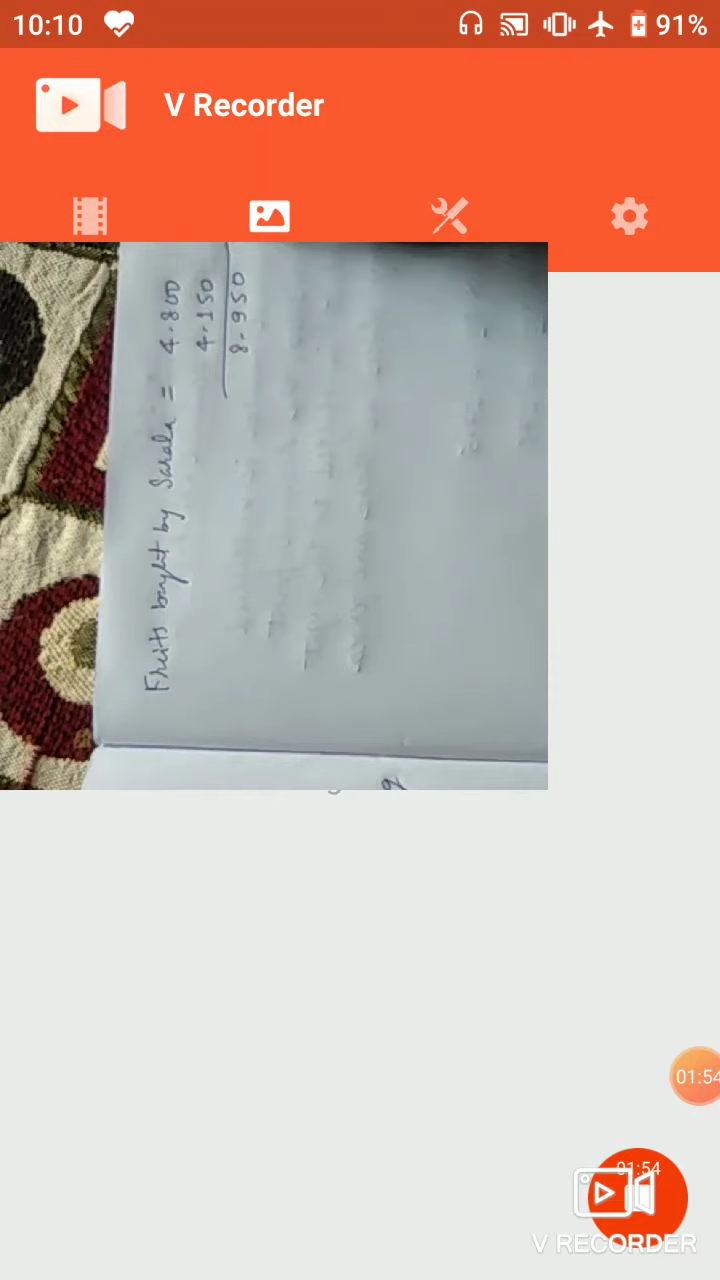 10:10
91%
V Recorder
Fruits bought by Sarala = 4.800
4.150
8.950
01:54
01:54
V RECORDER